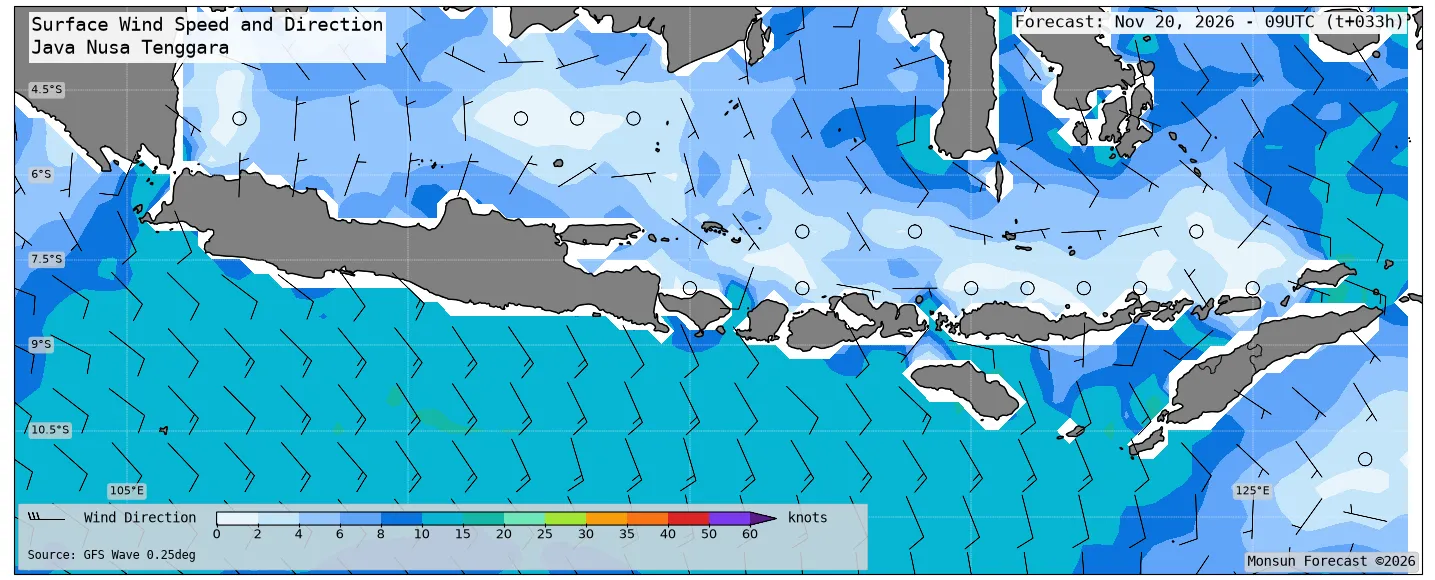 Surface Wind Speed and Direction
Java Nusa Tenggara
Forecast: Nov 20, 2026 - 09UTC (t+033h)
4.5°S
6°S
7.5°S
9°S
10.5°S
105°E
125°E
Wind Direction
0 2 4 6 8 10 15 20 25 30 35 40 50 60
knots
Source: GFS Wave 0.25deg
Monsun Forecast ©2026